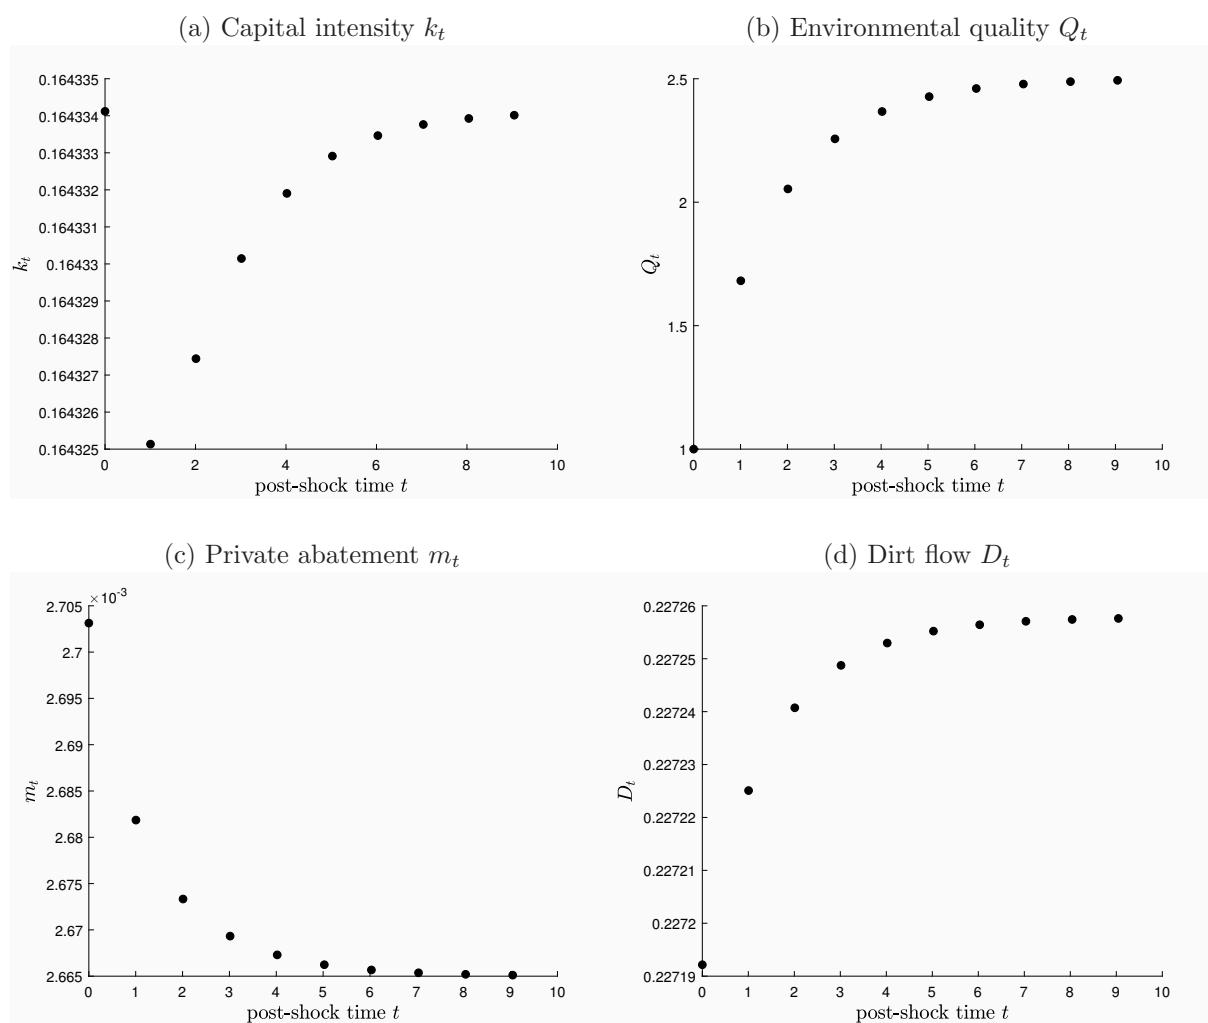 (a) Capital intensity k_t
0.164335
0.164334
0.164333
0.164332
0.164331
0.16433
0.164329
0.164328
0.164327
0.164326
0.164325
k_t
0 2 4 6 8 10
post-shock time t
(b) Environmental quality Q_t
2.5
2
1.5
1
Q_t
0 1 2 3 4 5 6 7 8 9 10
post-shock time t
(c) Private abatement m_t
×10⁻³
2.705
2.7
2.695
2.69
2.685
2.68
2.675
2.67
2.665
m_t
0 1 2 3 4 5 6 7 8 9 10
post-shock time t
(d) Dirt flow D_t
0.22726
0.22725
0.22724
0.22723
0.22722
0.22721
0.2272
0.22719
D_t
0 1 2 3 4 5 6 7 8 9 10
post-shock time t